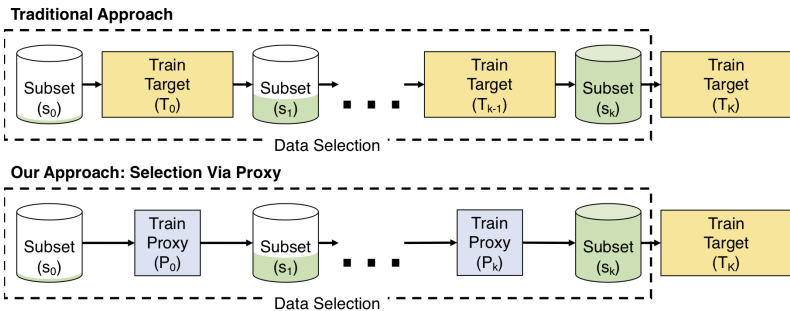 Traditional Approach
Subset
(s0)
Train
Target
(T0)
Subset
(s1)
Train
Target
(Tk-1)
Subset
(sk)
Train
Target
(TK)
Data Selection
Our Approach: Selection Via Proxy
Subset
(s0)
Train
Proxy
(P0)
Subset
(s1)
Train
Proxy
(Pk)
Subset
(sk)
Train
Target
(TK)
Data Selection